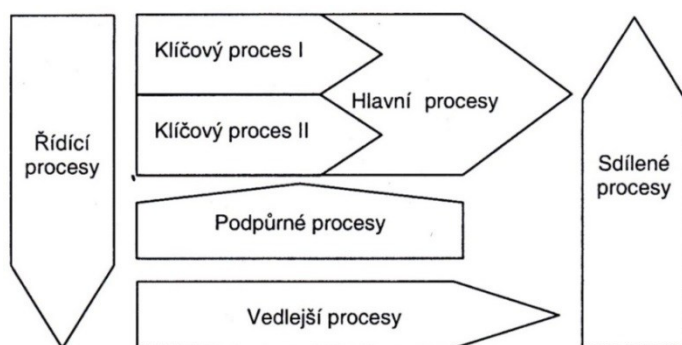 Klíčový proces I
Hlavní procesy
Klíčový proces II
Řídící
procesy
Sdílené
procesy
Podpůrné procesy
Vedlejší procesy